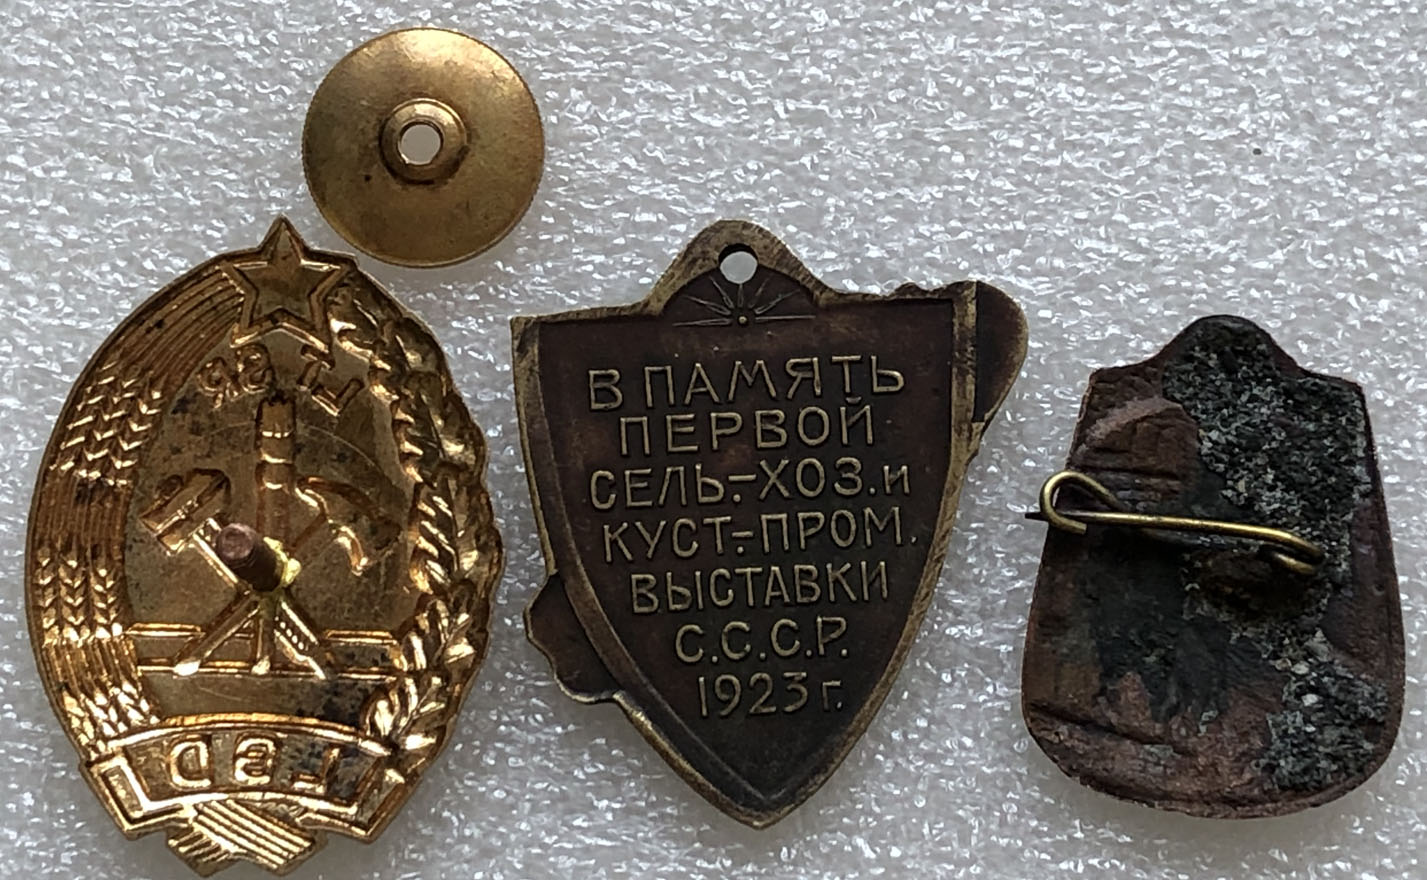 В ПАМЯТЬ
ПЕРВОЙ
СЕЛЬ.-ХОЗ. и
КУСТ.-ПРОМ.
ВЫСТАВКИ
С.С.С.Р.
1923 г.